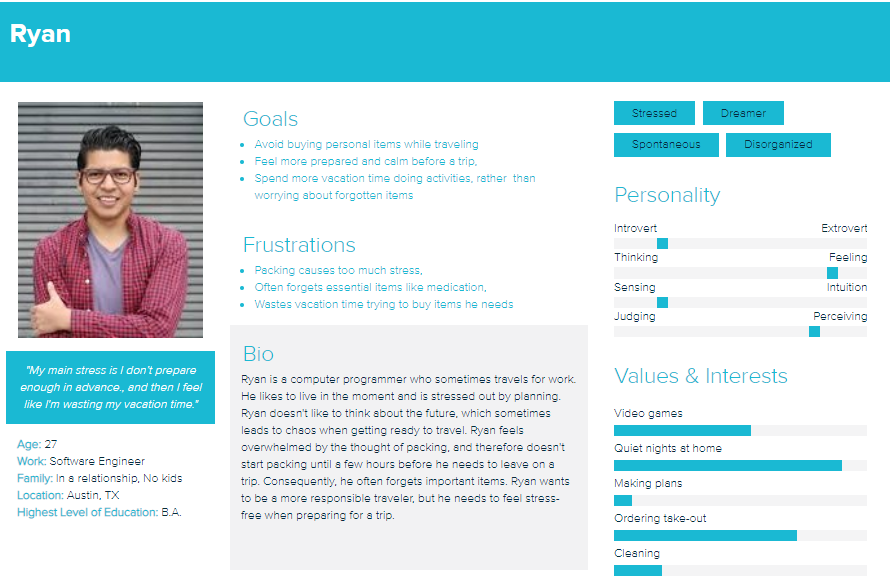 Ryan
"My main stress is I don't prepare
enough in advance., and then I feel
like I'm wasting my vacation time."
Age: 27
Work: Software Engineer
Family: In a relationship, No kids
Location: Austin, TX
Highest Level of Education: B.A.
Goals
Avoid buying personal items while traveling
Feel more prepared and calm before a trip,
Spend more vacation time doing activities, rather than
worrying about forgotten items
Frustrations
Packing causes too much stress,
Often forgets essential items like medication,
Wastes vacation time trying to buy items he needs
Bio
Ryan is a computer programmer who sometimes travels for work.
He likes to live in the moment and is stressed out by planning.
Ryan doesn't like to think about the future, which sometimes
leads to chaos when getting ready to travel. Ryan feels
overwhelmed by the thought of packing, and therefore doesn't
start packing until a few hours before he needs to leave on a
trip. Consequently, he often forgets important items. Ryan wants
to be a more responsible traveler, but he needs to feel stress-
free when preparing for a trip.
Stressed Dreamer
Spontaneous Disorganized
Personality
Introvert Extrovert
Thinking Feeling
Sensing Intuition
Judging Perceiving
Values & Interests
Video games
Quiet nights at home
Making plans
Ordering take-out
Cleaning